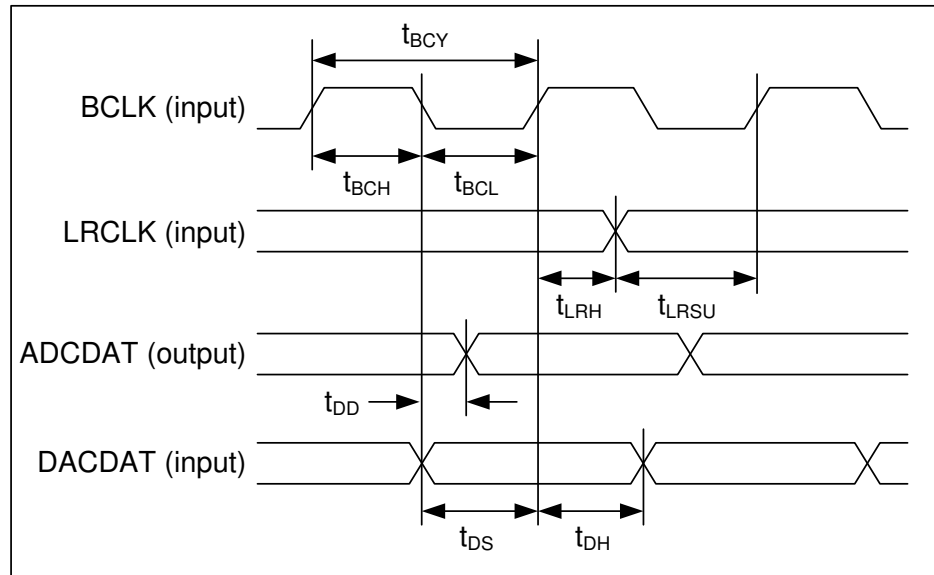 tBCY
BCLK (input)
tBCH
tBCL
LRCLK (input)
tLRH
tLRSU
ADCDAT (output)
tDD
DACDAT (input)
tDS
tDH